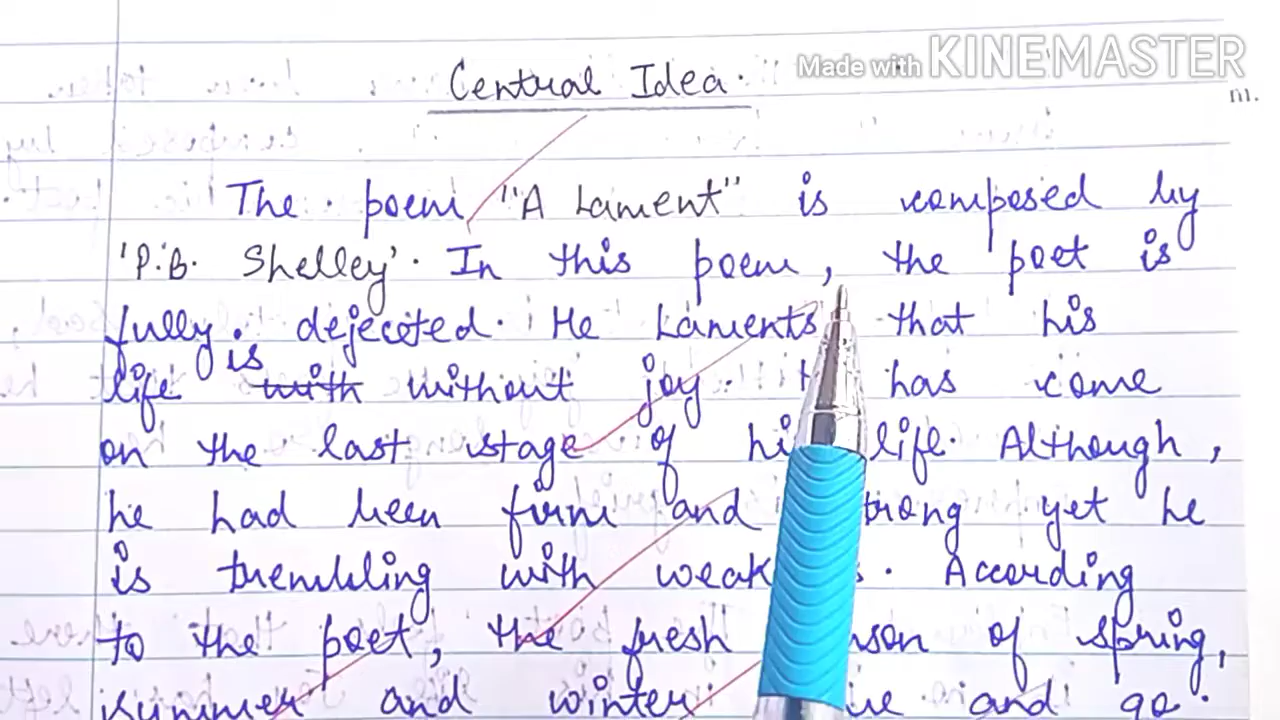 Made with KINEMASTER
Central Idea.
The. poem "A Lament" is composed by
'P.B. Shelley'. In this poem, the poet is
fully. dejected. He Laments that his
life is with without joy. has come
on the last stage of life. Although,
he had been firm and yet he
is trembling with According
to the poet, the fresh of spring,
summer and winter and go.